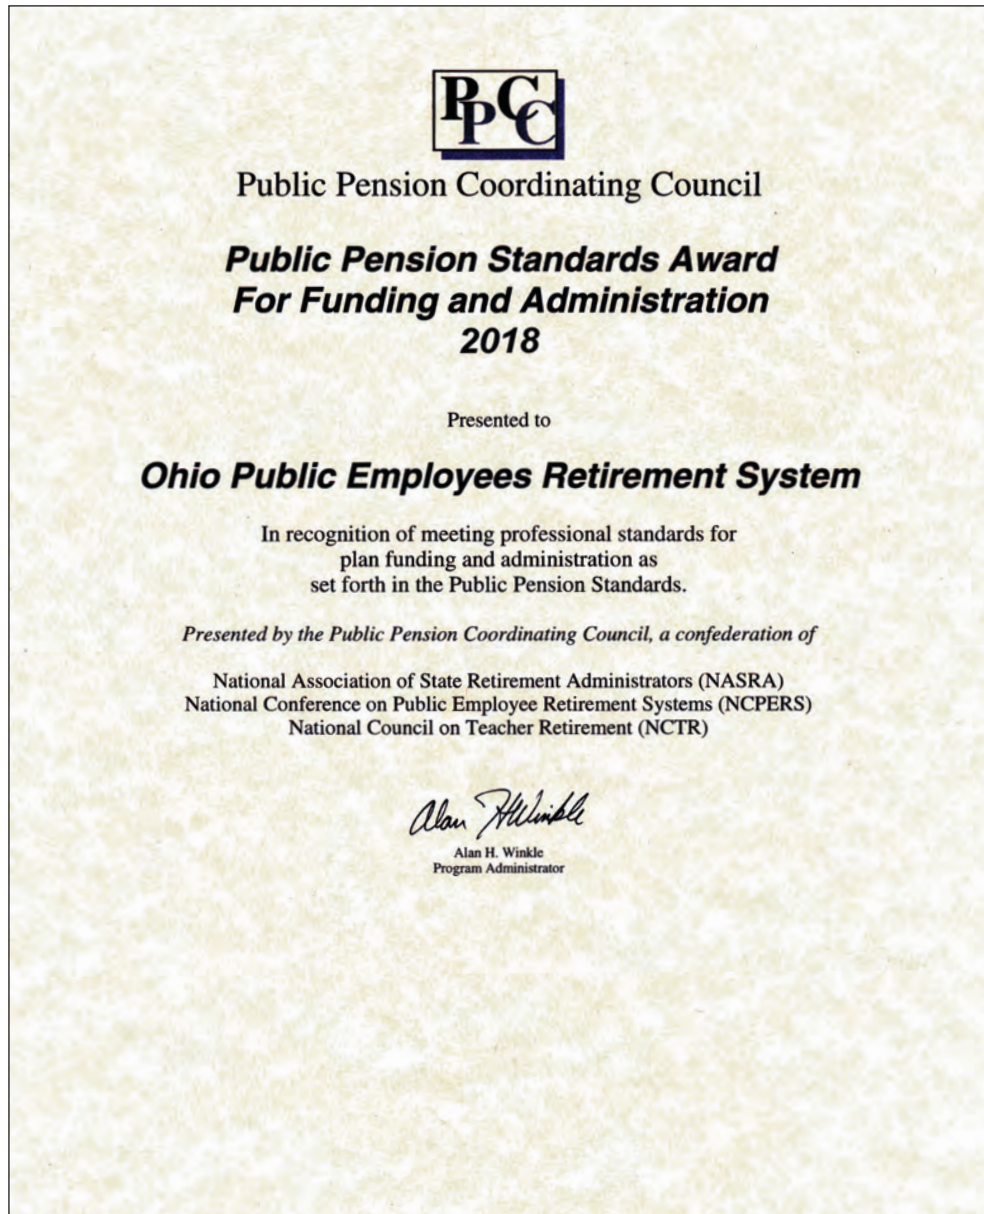 PPCC
Public Pension Coordinating Council
Public Pension Standards Award
For Funding and Administration
2018
Presented to
Ohio Public Employees Retirement System
In recognition of meeting professional standards for
plan funding and administration as
set forth in the Public Pension Standards.
Presented by the Public Pension Coordinating Council, a confederation of
National Association of State Retirement Administrators (NASRA)
National Conference on Public Employee Retirement Systems (NCPERS)
National Council on Teacher Retirement (NCTR)
Alan H Winkle
Alan H. Winkle
Program Administrator